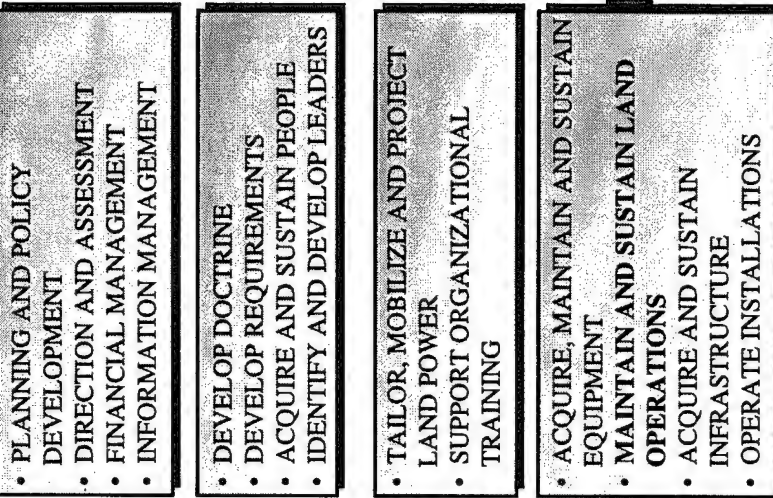 • PLANNING AND POLICY
DEVELOPMENT
• DIRECTION AND ASSESSMENT
• FINANCIAL MANAGEMENT
• INFORMATION MANAGEMENT
• DEVELOP DOCTRINE
• DEVELOP REQUIREMENTS
• ACQUIRE AND SUSTAIN PEOPLE
• IDENTIFY AND DEVELOP LEADERS
• TAILOR, MOBILIZE AND PROJECT
LAND POWER
• SUPPORT ORGANIZATIONAL
TRAINING
• ACQUIRE, MAINTAIN AND SUSTAIN
EQUIPMENT
• MAINTAIN AND SUSTAIN LAND
OPERATIONS
• ACQUIRE AND SUSTAIN
INFRASTRUCTURE
• OPERATE INSTALLATIONS